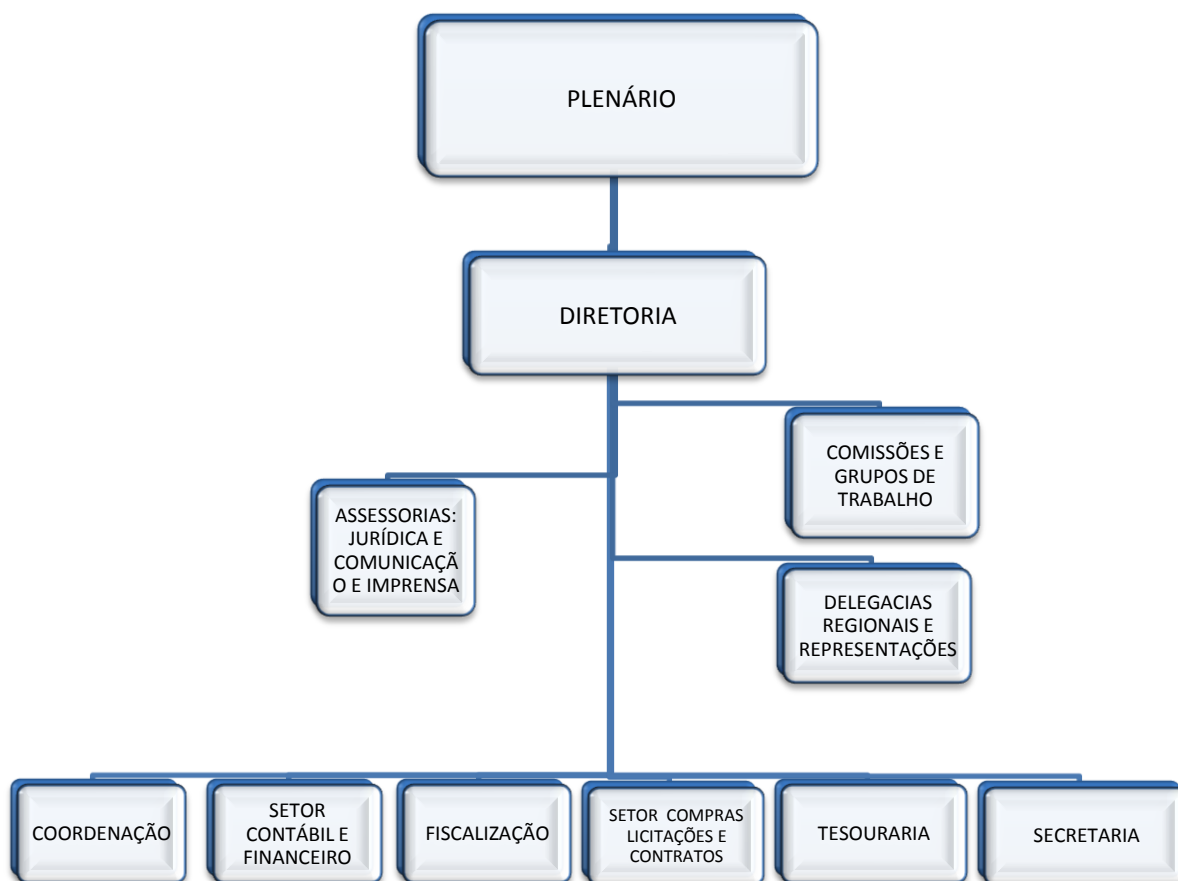 PLENÁRIO
DIRETORIA
COMISSÕES E
GRUPOS DE
TRABALHO
ASSESSORIAS:
JURÍDICA E
COMUNICAÇÃ
O E IMPRENSA
DELEGACIAS
REGIONAIS E
REPRESENTAÇÕES
COORDENAÇÃO
SETOR
CONTÁBIL E
FINANCEIRO
FISCALIZAÇÃO
SETOR COMPRAS
LICITAÇÕES E
CONTRATOS
TESOURARIA
SECRETARIA